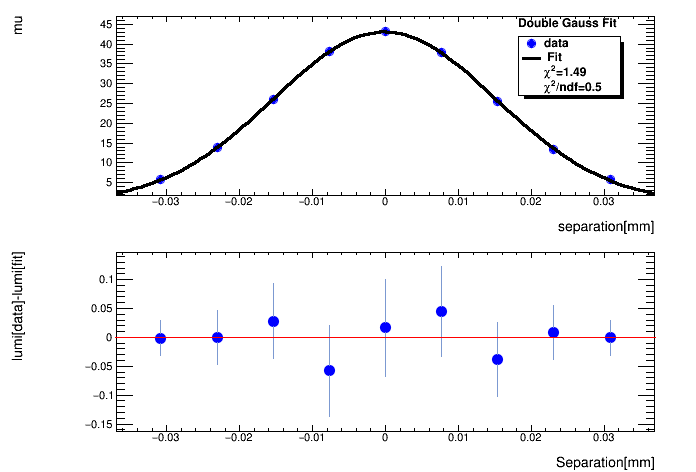 Double Gauss Fit
mu
45
40
35
30
25
20
15
10
5
data
Fit
χ²=1.49
χ²/ndf=0.5
−0.03 −0.02 −0.01 0 0.01 0.02 0.03
separation[mm]
lumi[data]-lumi[fit]
0.1
0.05
0
−0.05
−0.1
−0.15
−0.03 −0.02 −0.01 0 0.01 0.02 0.03
Separation[mm]